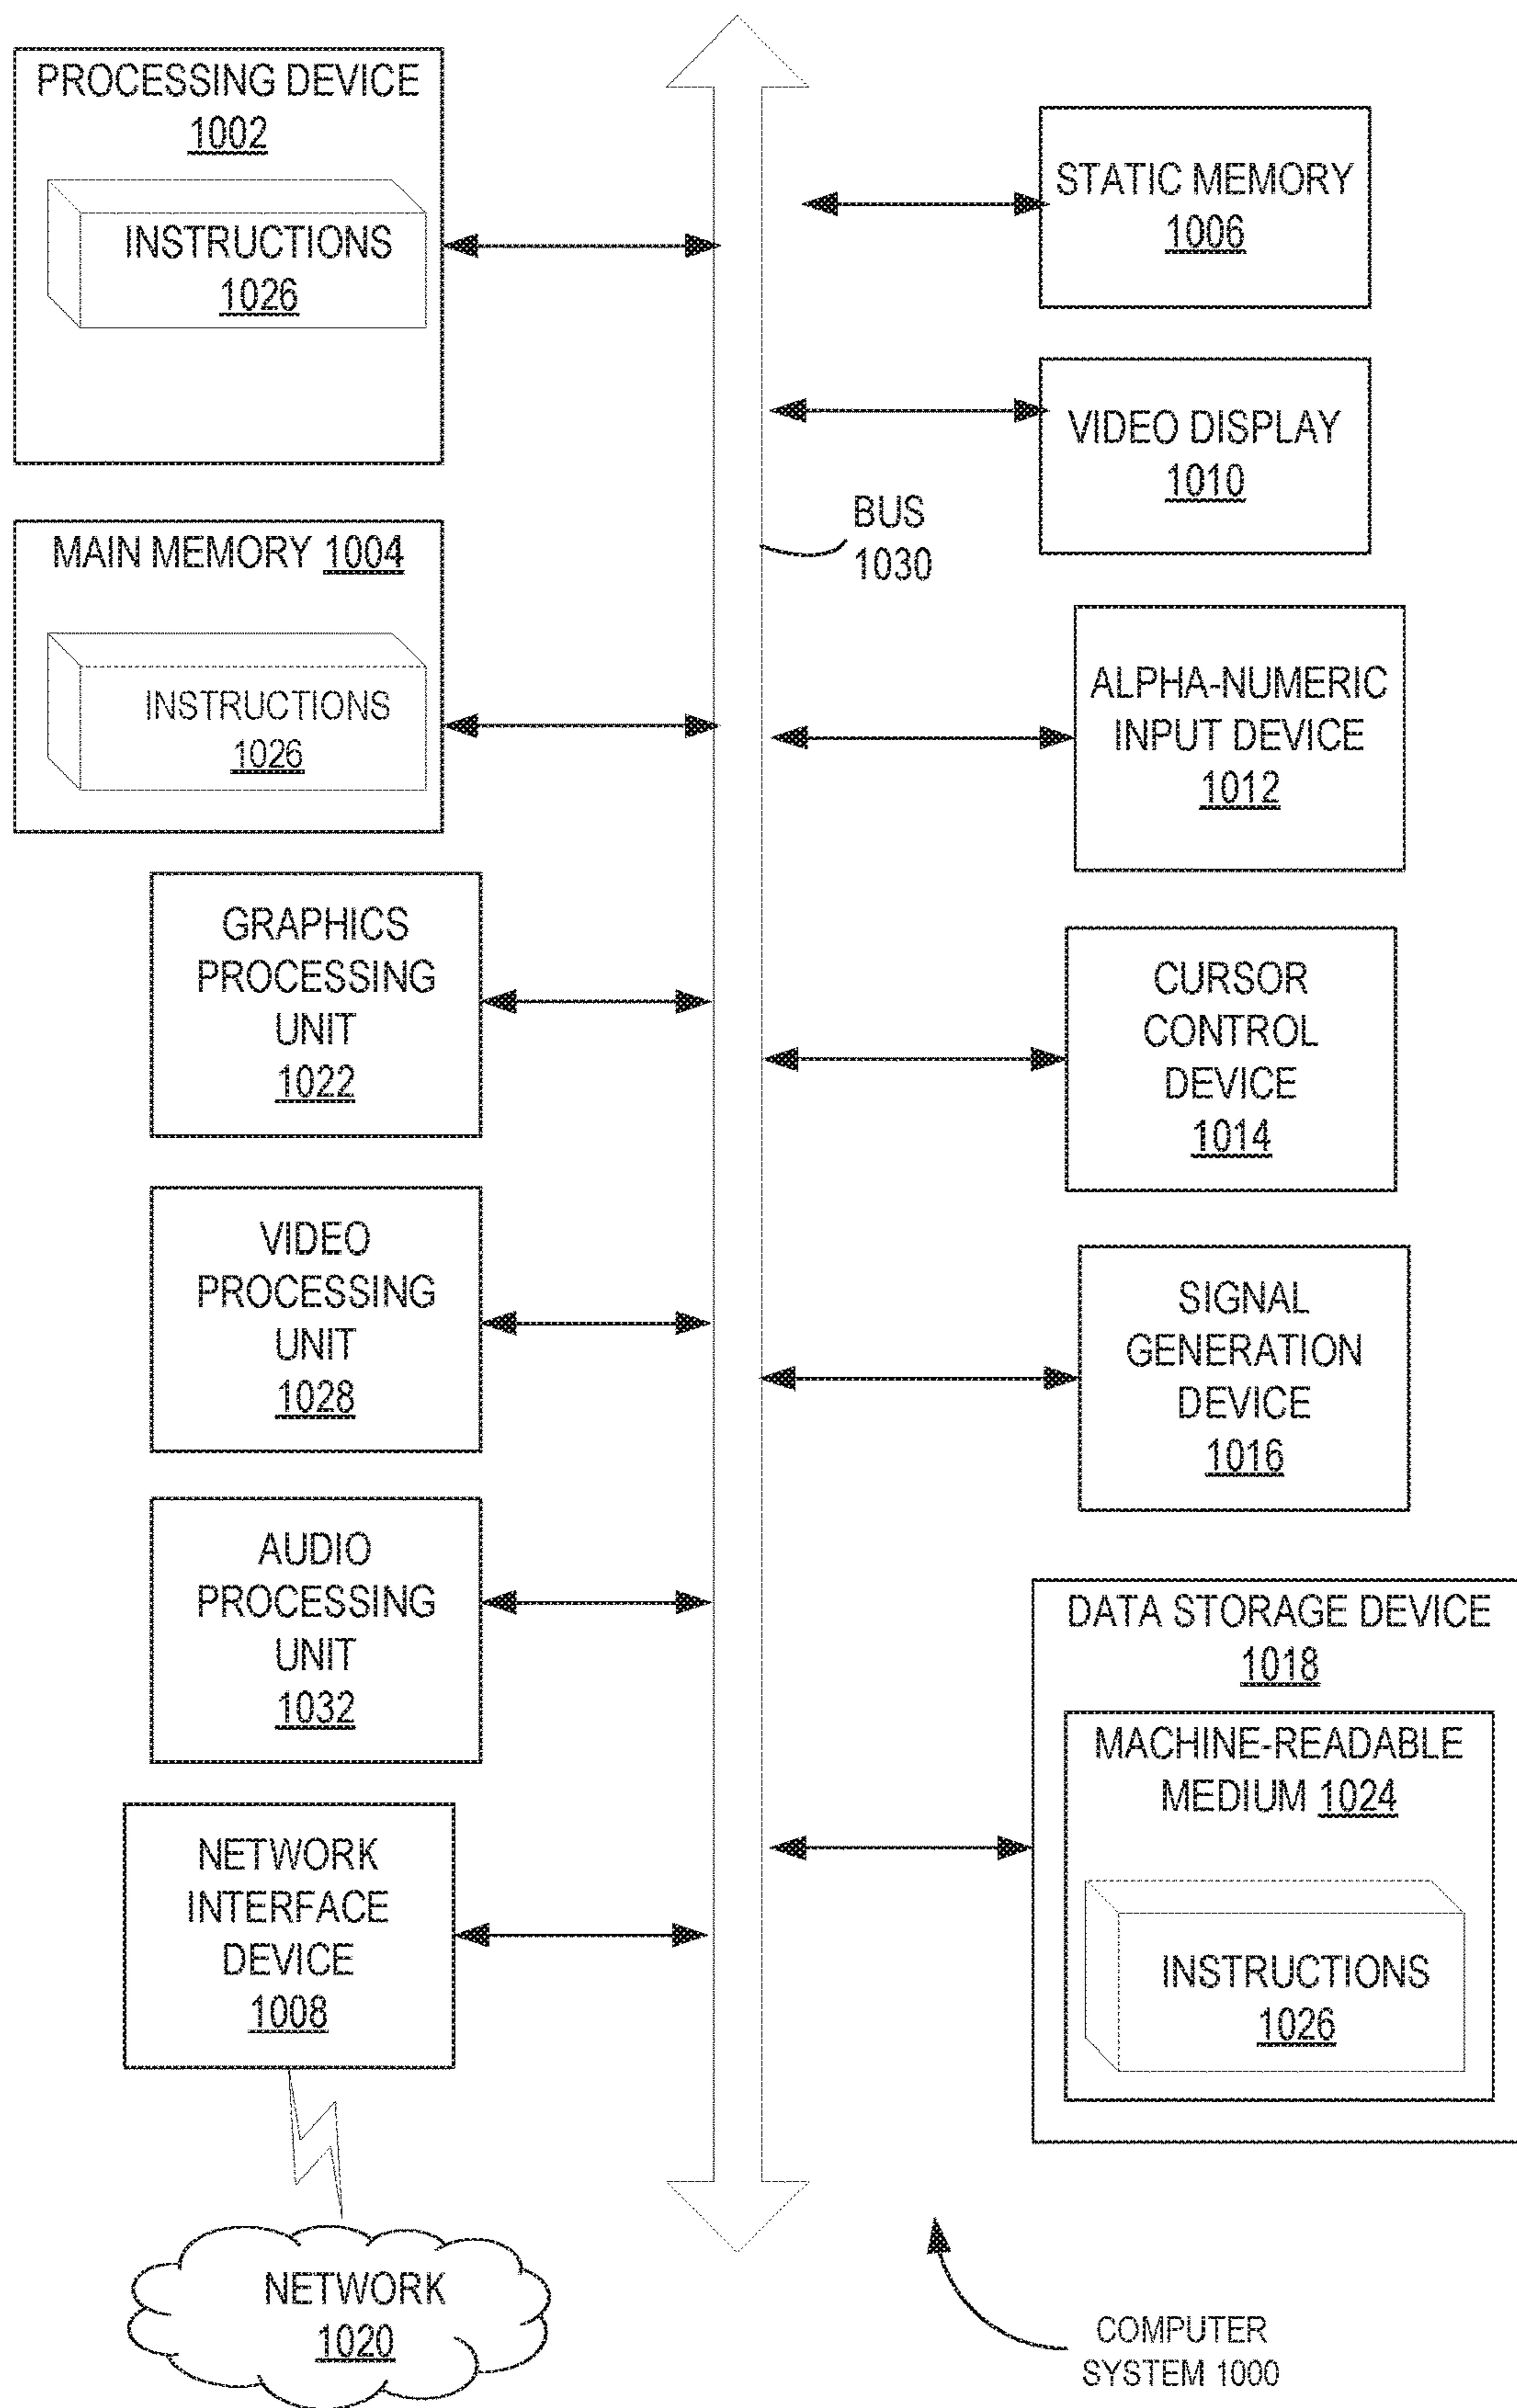 PROCESSING DEVICE
1002
INSTRUCTIONS
1026
MAIN MEMORY 1004
INSTRUCTIONS
1026
GRAPHICS
PROCESSING
UNIT
1022
VIDEO
PROCESSING
UNIT
1028
AUDIO
PROCESSING
UNIT
1032
NETWORK
INTERFACE
DEVICE
1008
NETWORK
1020
BUS
1030
STATIC MEMORY
1006
VIDEO DISPLAY
1010
ALPHA-NUMERIC
INPUT DEVICE
1012
CURSOR
CONTROL
DEVICE
1014
SIGNAL
GENERATION
DEVICE
1016
DATA STORAGE DEVICE
1018
MACHINE-READABLE
MEDIUM 1024
INSTRUCTIONS
1026
COMPUTER
SYSTEM 1000